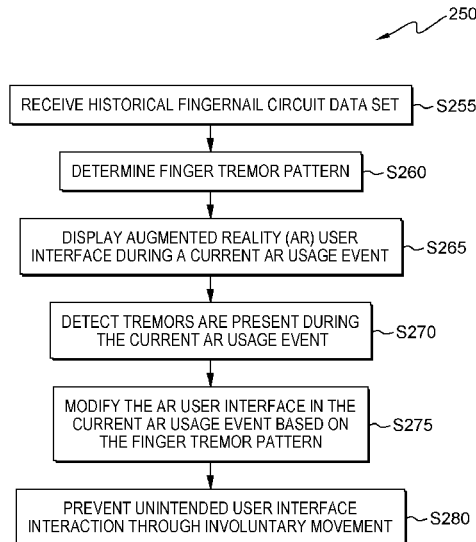 250
RECEIVE HISTORICAL FINGERNAIL CIRCUIT DATA SET
S255
DETERMINE FINGER TREMOR PATTERN
S260
DISPLAY AUGMENTED REALITY (AR) USER
INTERFACE DURING A CURRENT AR USAGE EVENT
S265
DETECT TREMORS ARE PRESENT DURING
THE CURRENT AR USAGE EVENT
S270
MODIFY THE AR USER INTERFACE IN THE
CURRENT AR USAGE EVENT BASED ON
THE FINGER TREMOR PATTERN
S275
PREVENT UNINTENDED USER INTERFACE
INTERACTION THROUGH INVOLUNTARY MOVEMENT
S280